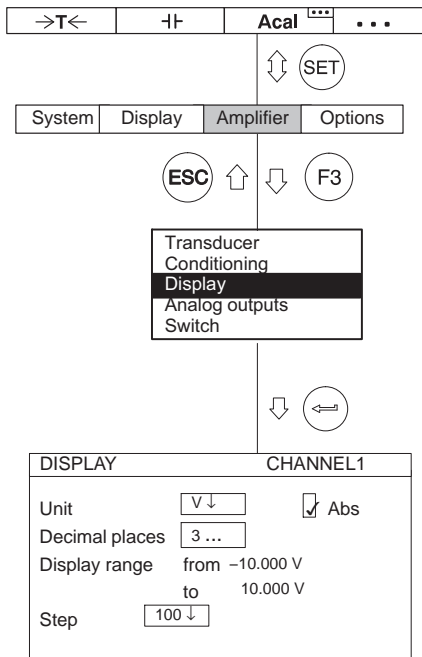 →T← ⊣⊢ Acal ... ...
SET
System Display Amplifier Options
ESC F3
Transducer
Conditioning
Display
Analog outputs
Switch
DISPLAY CHANNEL1
Unit V↓ ✓ Abs
Decimal places 3 ...
Display range from –10.000 V
to 10.000 V
Step 100↓